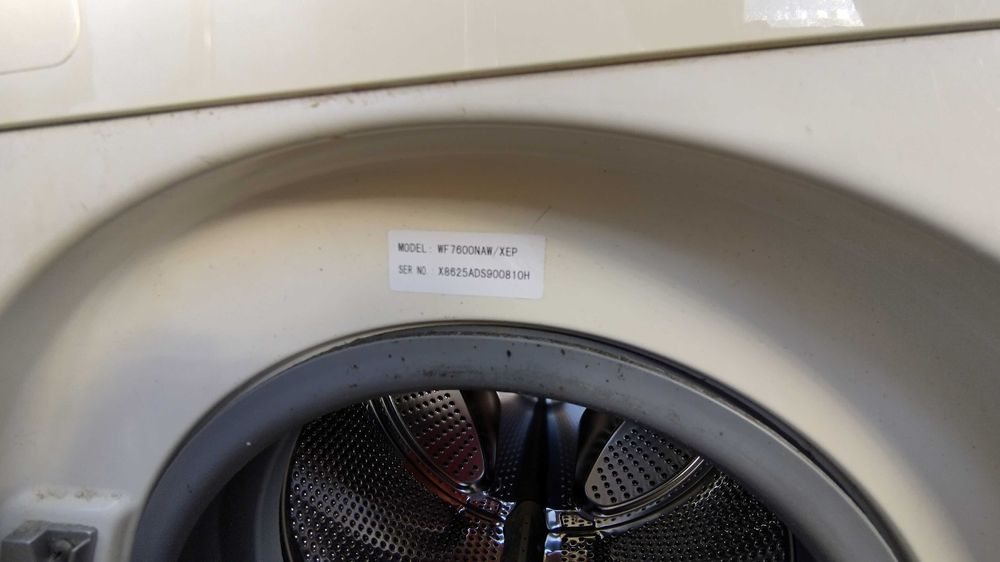 MODEL: WF7600NAW/XEP
SER NO. X8625ADS900810H